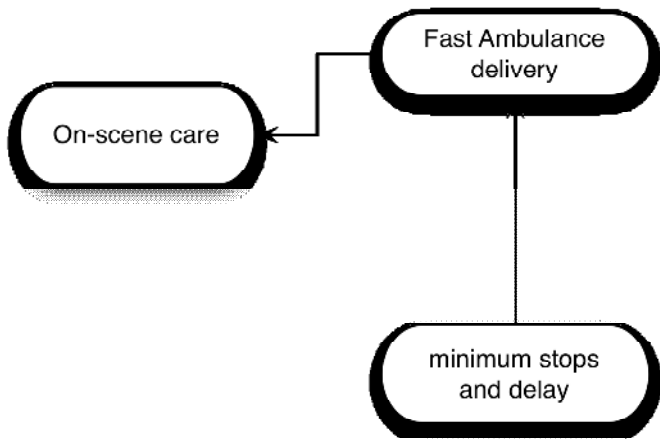 Fast Ambulance
delivery
On-scene care
minimum stops
and delay